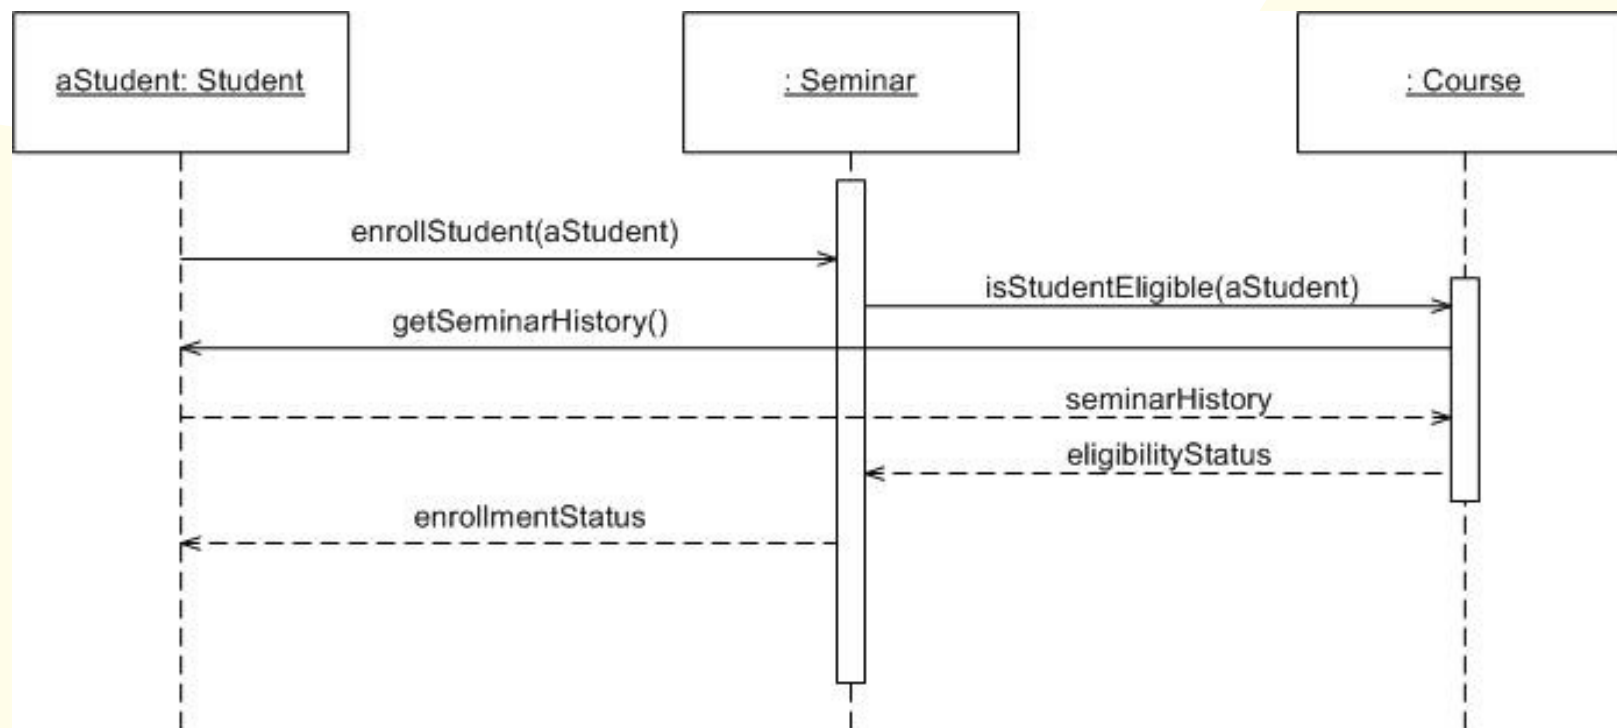 aStudent: Student
: Seminar
: Course
enrollStudent(aStudent)
isStudentEligible(aStudent)
getSeminarHistory()
seminarHistory
eligibilityStatus
enrollmentStatus